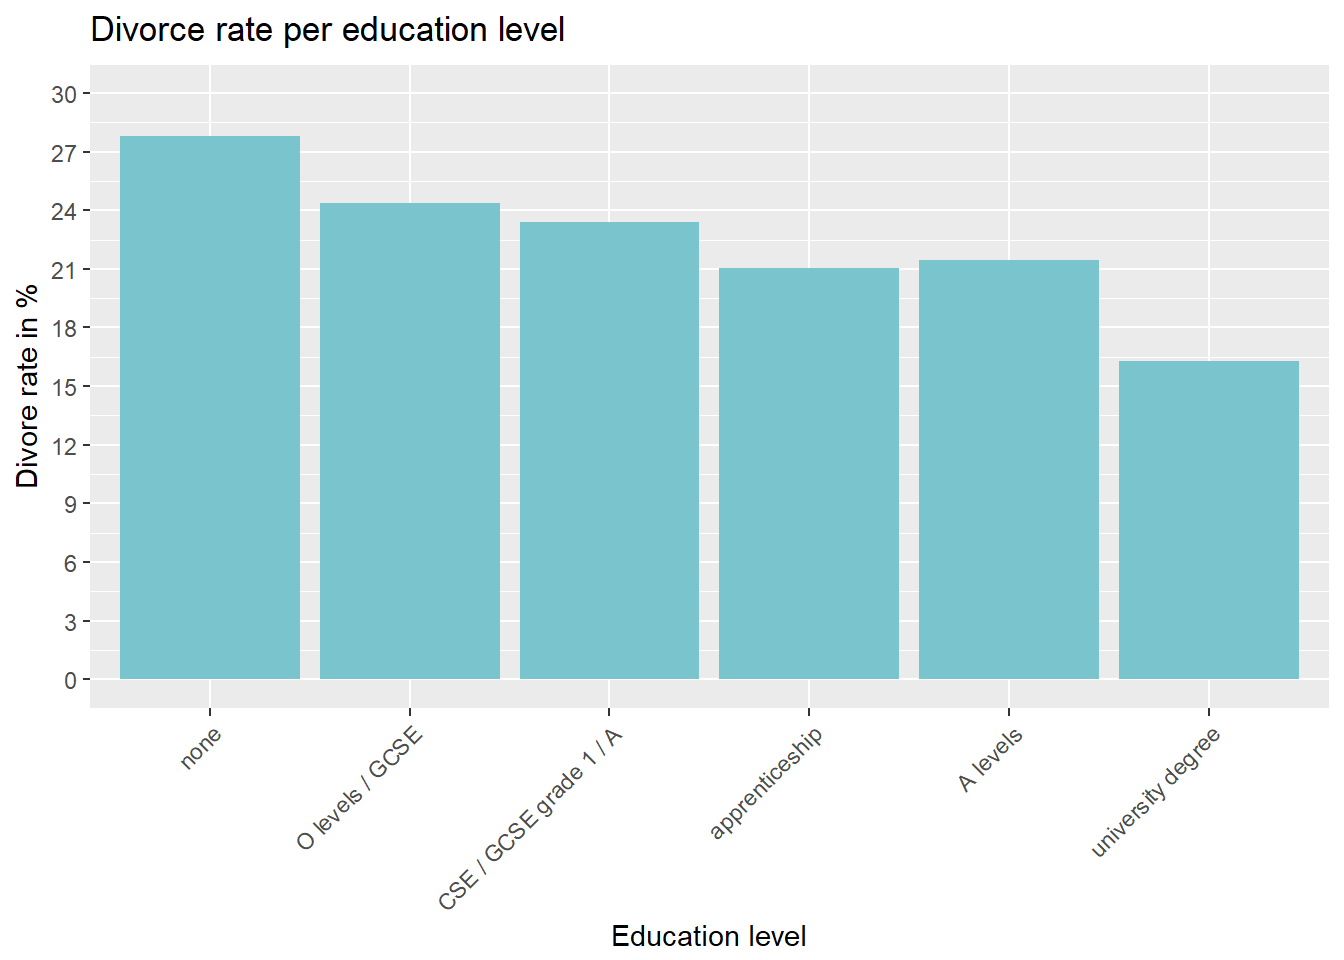 Divorce rate per education level
Divore rate in %
30
27
24
21
18
15
12
9
6
3
0
none
O levels / GCSE
CSE / GCSE grade 1 / A
apprenticeship
A levels
university degree
Education level